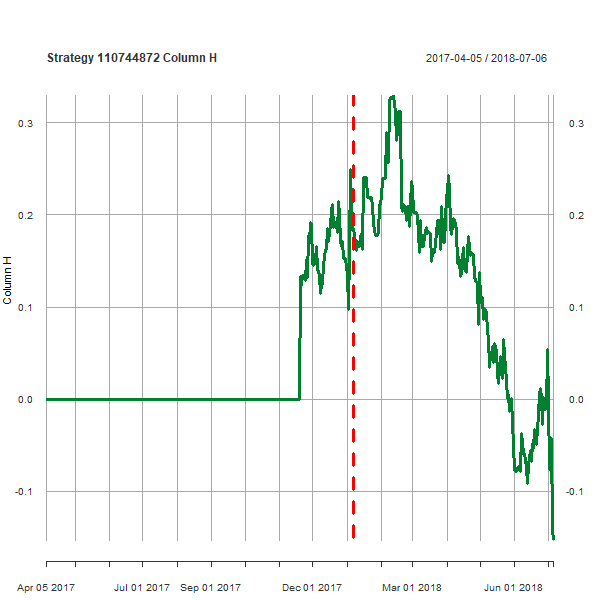 Strategy 110744872 Column H 2017-04-05 / 2018-07-06
0.3 0.3
0.2 0.2
0.1 0.1
0.0 0.0
-0.1 -0.1
Column H
Apr 05 2017 Jul 01 2017 Sep 01 2017 Dec 01 2017 Mar 01 2018 Jun 01 2018